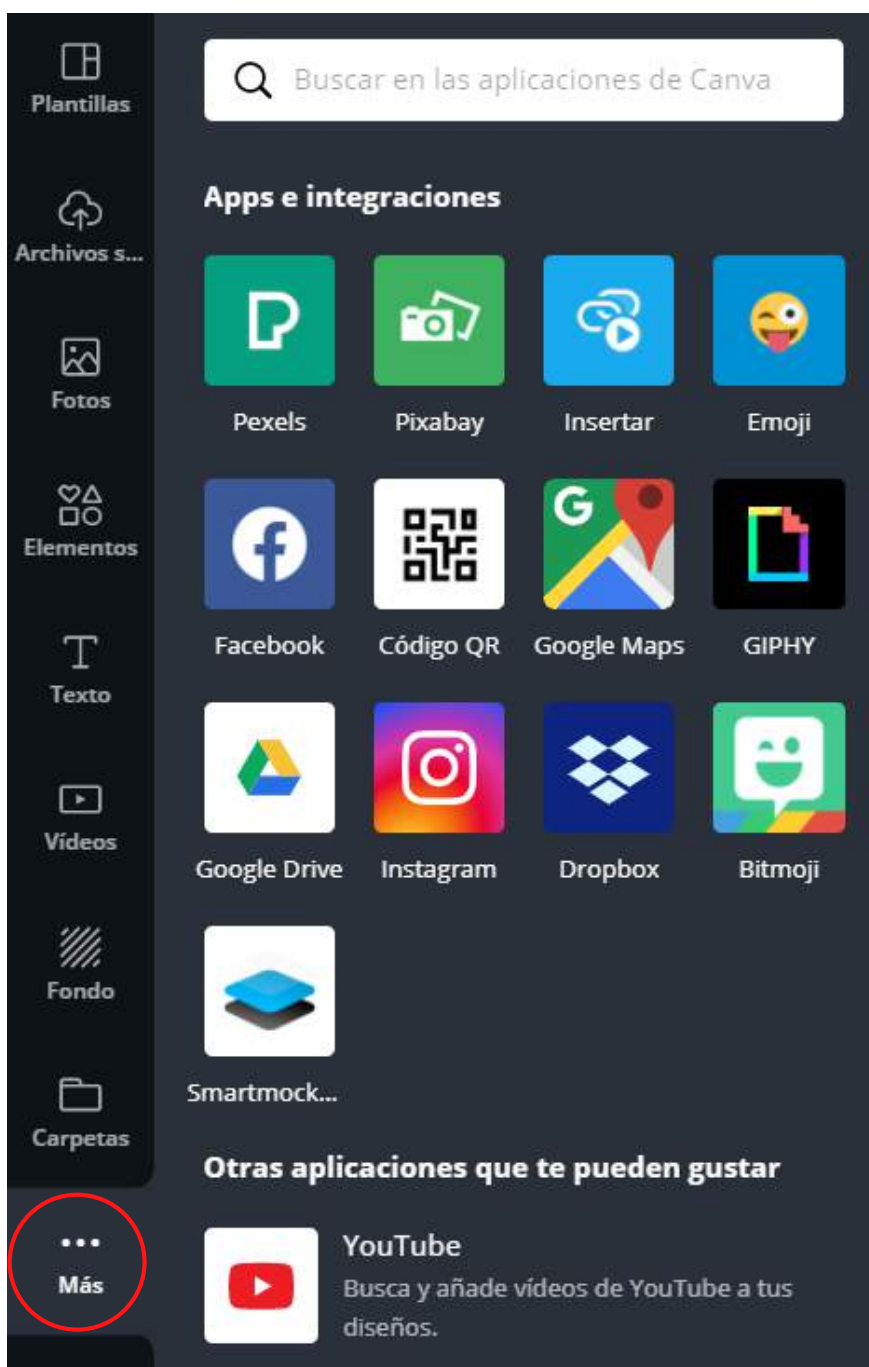 Plantillas
Archivos s...
Fotos
Elementos
Texto
Vídeos
Fondo
Carpetas
Más
Buscar en las aplicaciones de Canva
Apps e integraciones
Pexels
Pixabay
Insertar
Emoji
Facebook
Código QR
G
Google Maps
GIPHY
Google Drive
Instagram
Dropbox
Bitmoji
Smartmock...
Otras aplicaciones que te pueden gustar
YouTube
Busca y añade vídeos de YouTube a tus
diseños.